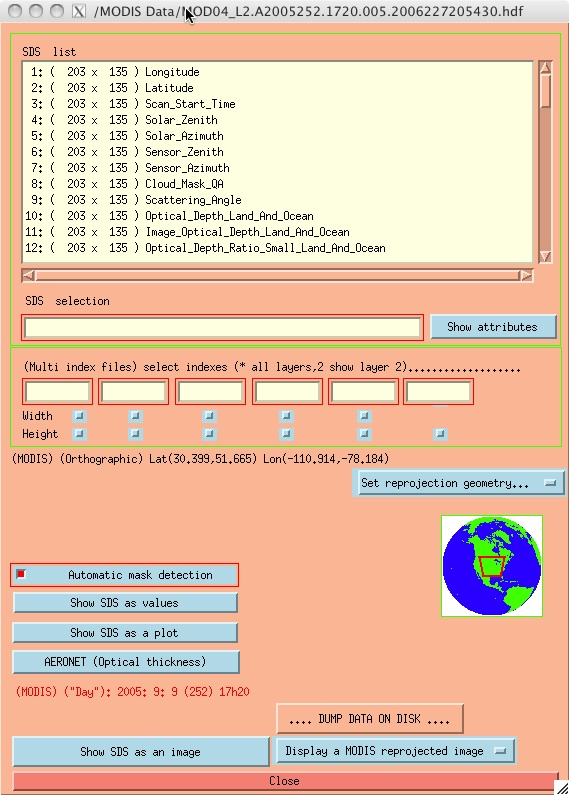 /MODIS Data/MOD04_L2.A2005252.1720.005.2006227205430.hdf
SDS list
1: ( 203 x 135 ) Longitude
2: ( 203 x 135 ) Latitude
3: ( 203 x 135 ) Scan_Start_Time
4: ( 203 x 135 ) Solar_Zenith
5: ( 203 x 135 ) Solar_Azimuth
6: ( 203 x 135 ) Sensor_Zenith
7: ( 203 x 135 ) Sensor_Azimuth
8: ( 203 x 135 ) Cloud_Mask_QA
9: ( 203 x 135 ) Scattering_Angle
10: ( 203 x 135 ) Optical_Depth_Land_And_Ocean
11: ( 203 x 135 ) Image_Optical_Depth_Land_And_Ocean
12: ( 203 x 135 ) Optical_Depth_Ratio_Small_Land_And_Ocean
SDS selection
Show attributes
(Multi index files) select indexes (* all layers,2 show layer 2)...................
Width
Height
(MODIS) (Orthographic) Lat(30.399,51.665) Lon(-110.914,-78.184)
Set reprojection geometry...
Automatic mask detection
Show SDS as values
Show SDS as a plot
AERONET (Optical thickness)
(MODIS) ("Day"): 2005: 9: 9 (252) 17h20
.... DUMP DATA ON DISK ....
Show SDS as an image
Display a MODIS reprojected image
Close